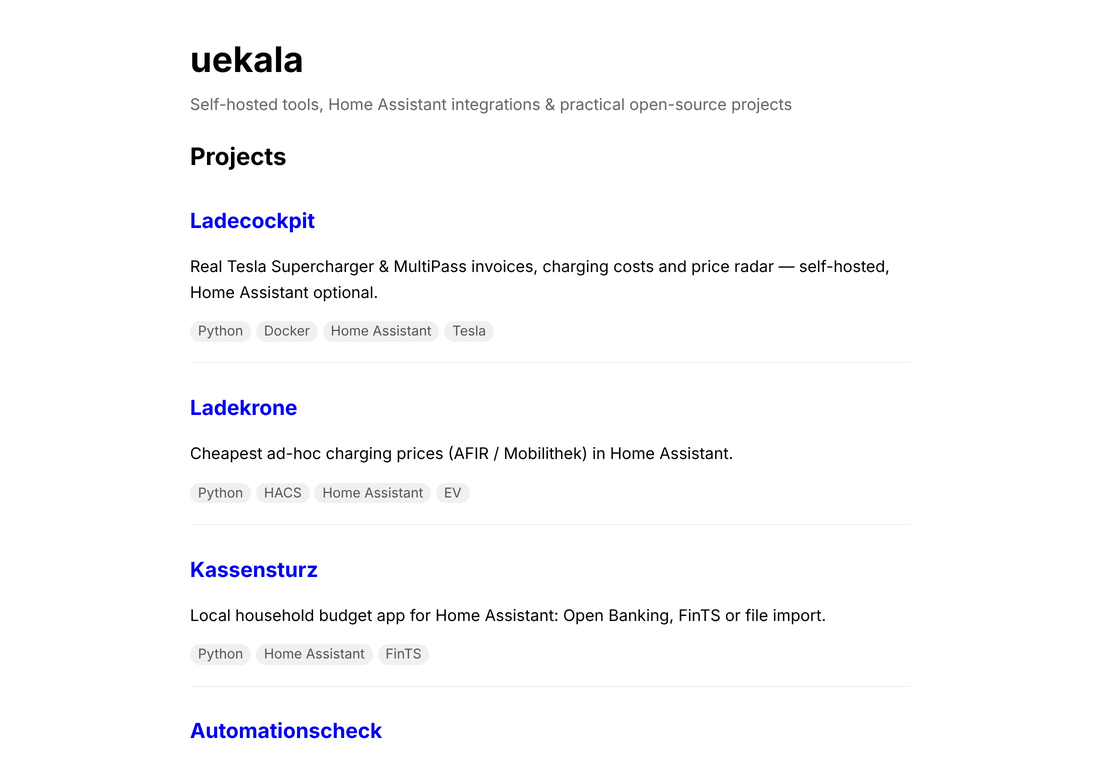 uekala
Self-hosted tools, Home Assistant integrations & practical open-source projects
Projects
Ladecockpit
Real Tesla Supercharger & MultiPass invoices, charging costs and price radar — self-hosted,
Home Assistant optional.
Python Docker Home Assistant Tesla
Ladekrone
Cheapest ad-hoc charging prices (AFIR / Mobilithek) in Home Assistant.
Python HACS Home Assistant EV
Kassensturz
Local household budget app for Home Assistant: Open Banking, FinTS or file import.
Python Home Assistant FinTS
Automationscheck